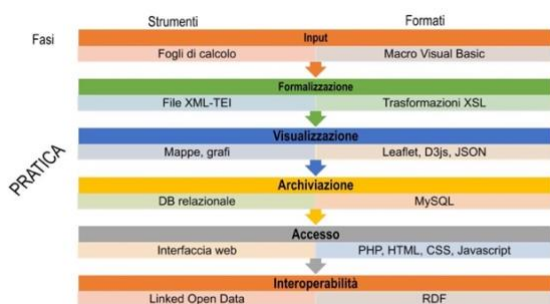 Strumenti Formati
Fasi
Input
Fogli di calcolo Macro Visual Basic
Formalizzazione
File XML-TEI Trasformazioni XSL
Visualizzazione
Mappe, grafi Leaflet, D3js, JSON
PRATICA
Archiviazione
DB relazionale MySQL
Accesso
Interfaccia web PHP, HTML, CSS, Javascript
Interoperabilità
Linked Open Data RDF